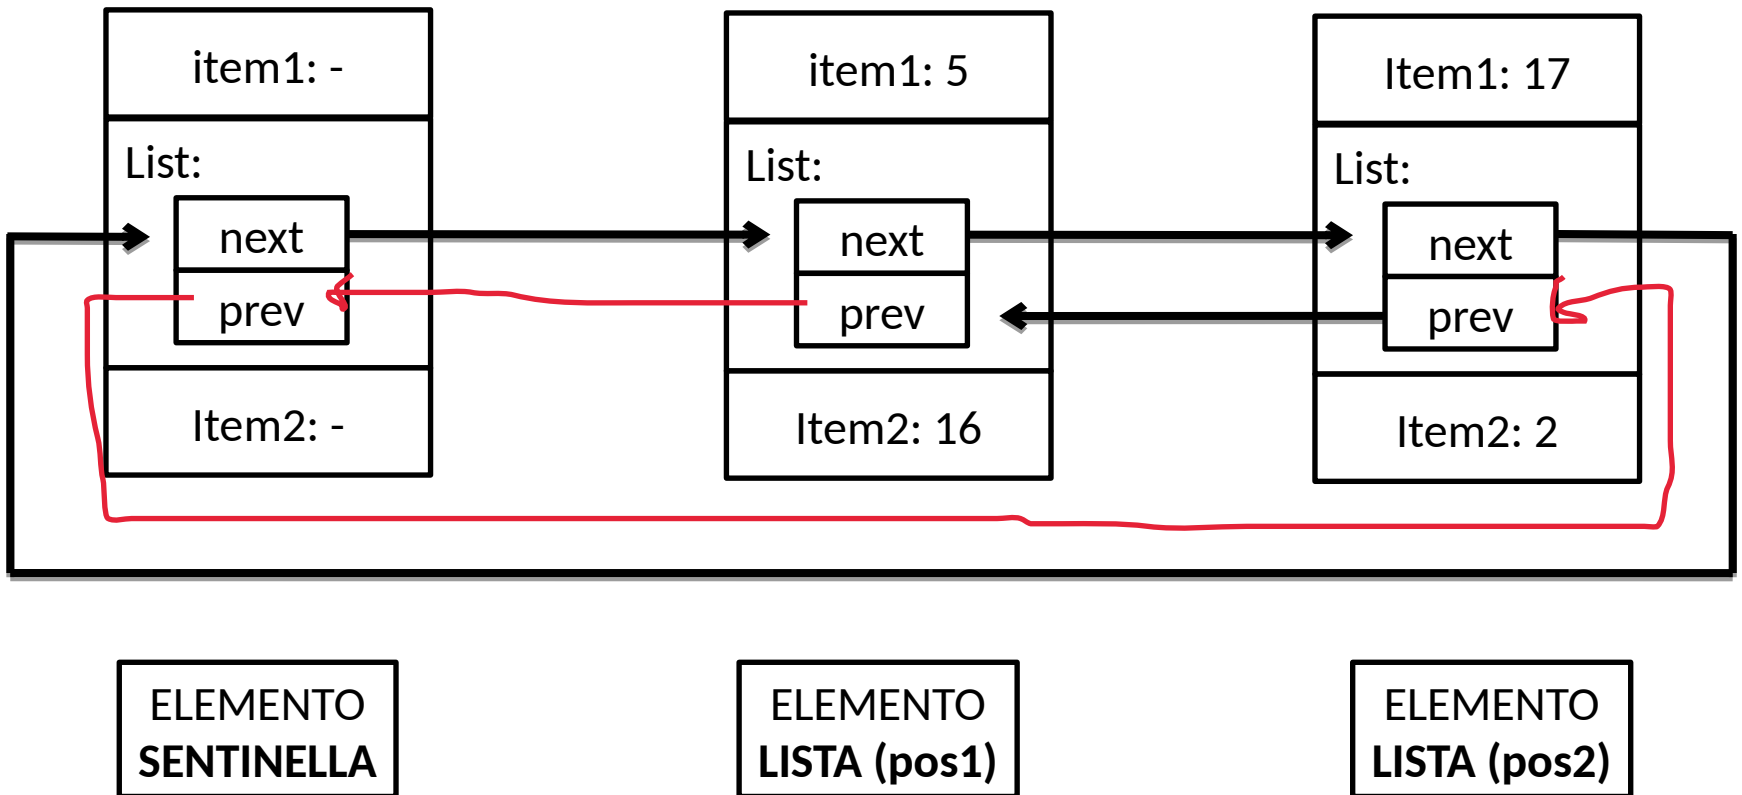 item1: -
List:
next
prev
Item2: -
item1: 5
List:
next
prev
Item2: 16
Item1: 17
List:
next
prev
Item2: 2
ELEMENTO
SENTINELLA
ELEMENTO
LISTA (pos1)
ELEMENTO
LISTA (pos2)